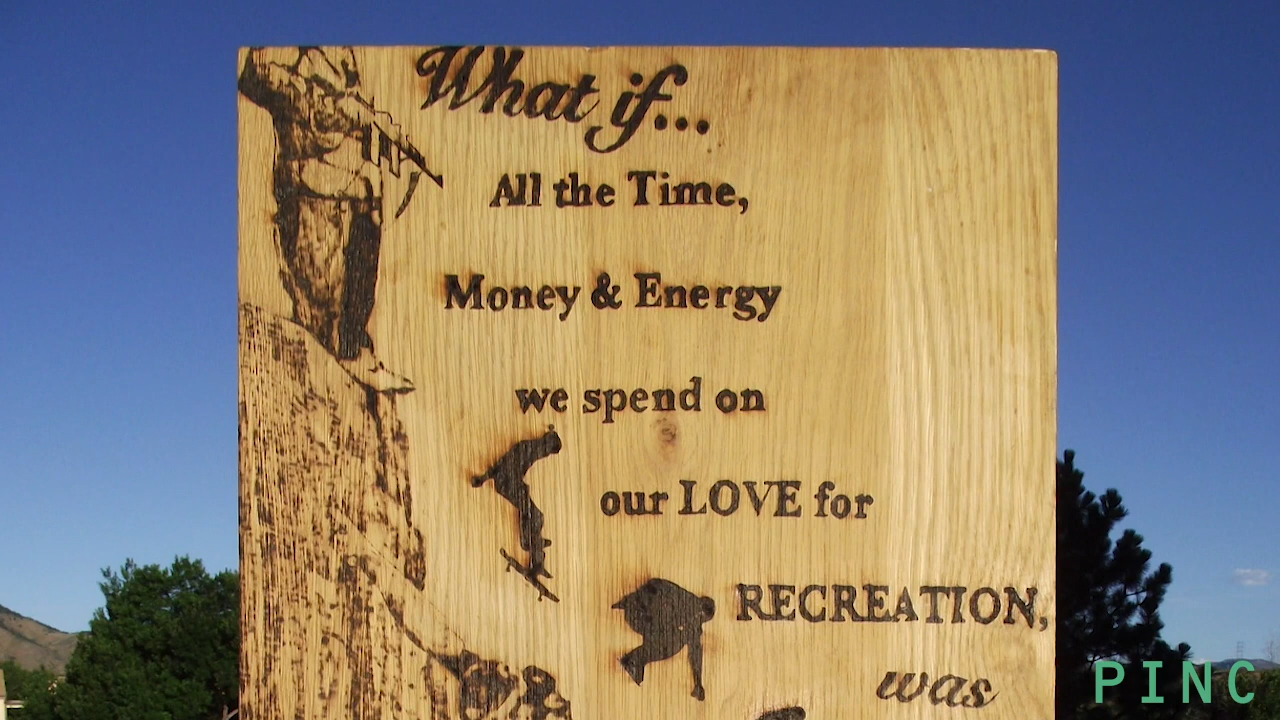 What if...
All the Time,
Money & Energy
we spend on
our LOVE for
RECREATION,
was
PINC